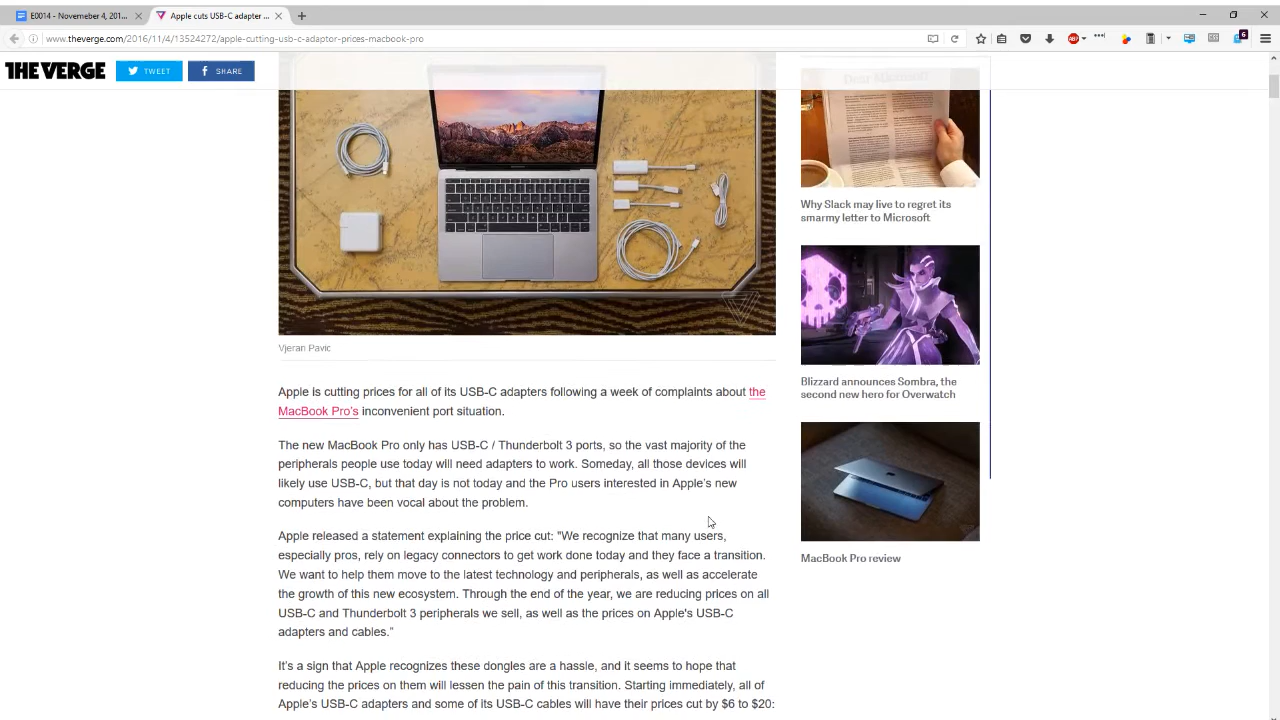 E0014 - Novemeber 4, 201...
Apple cuts USB-C adapter ...
www.theverge.com/2016/11/4/13524272/apple-cutting-usb-c-adaptor-prices-macbook-pro
ABP
6
THE VERGE
TWEET
SHARE
Dear Microsoft
Why Slack may live to regret its
smarmy letter to Microsoft
Vjeran Pavic
Blizzard announces Sombra, the
second new hero for Overwatch
Apple is cutting prices for all of its USB-C adapters following a week of complaints about the
MacBook Pro's inconvenient port situation.
The new MacBook Pro only has USB-C / Thunderbolt 3 ports, so the vast majority of the
peripherals people use today will need adapters to work. Someday, all those devices will
likely use USB-C, but that day is not today and the Pro users interested in Apple's new
computers have been vocal about the problem.
Apple released a statement explaining the price cut: "We recognize that many users,
especially pros, rely on legacy connectors to get work done today and they face a transition.
We want to help them move to the latest technology and peripherals, as well as accelerate
the growth of this new ecosystem. Through the end of the year, we are reducing prices on all
USB-C and Thunderbolt 3 peripherals we sell, as well as the prices on Apple's USB-C
adapters and cables."
MacBook Pro review
It's a sign that Apple recognizes these dongles are a hassle, and it seems to hope that
reducing the prices on them will lessen the pain of this transition. Starting immediately, all of
Apple's USB-C adapters and some of its USB-C cables will have their prices cut by $6 to $20: